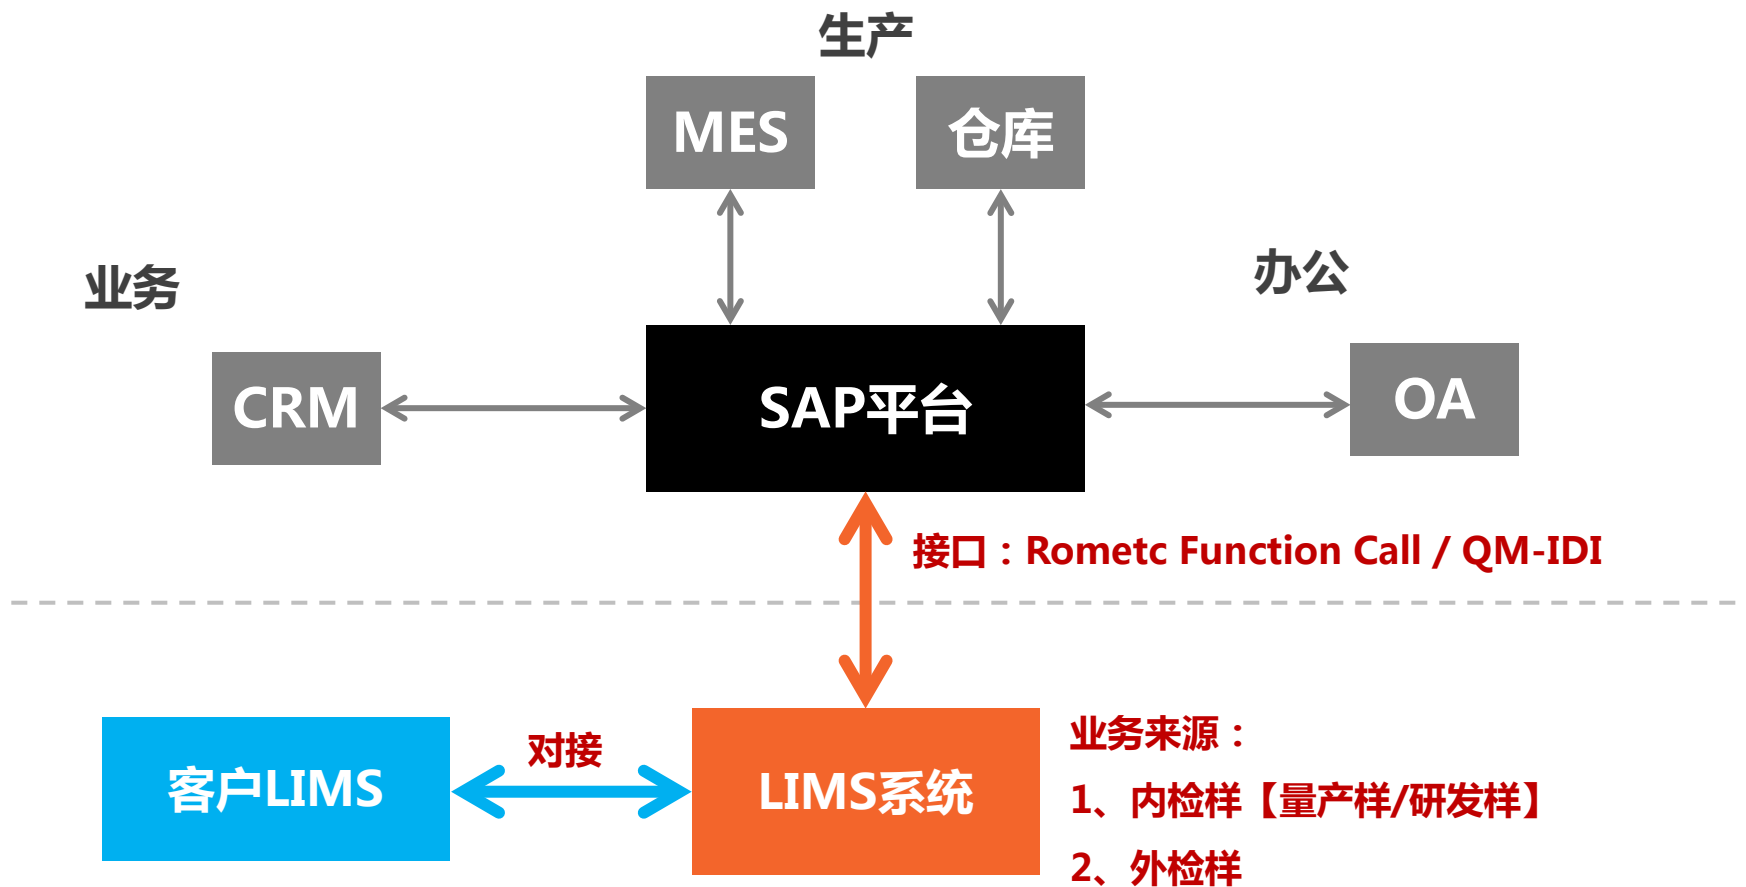 生产
MES
仓库
业务
办公
CRM
SAP平台
OA
接口：Rometc Function Call / QM-IDI
客户LIMS
对接
LIMS系统
业务来源：
1、内检样【量产样/研发样】
2、外检样